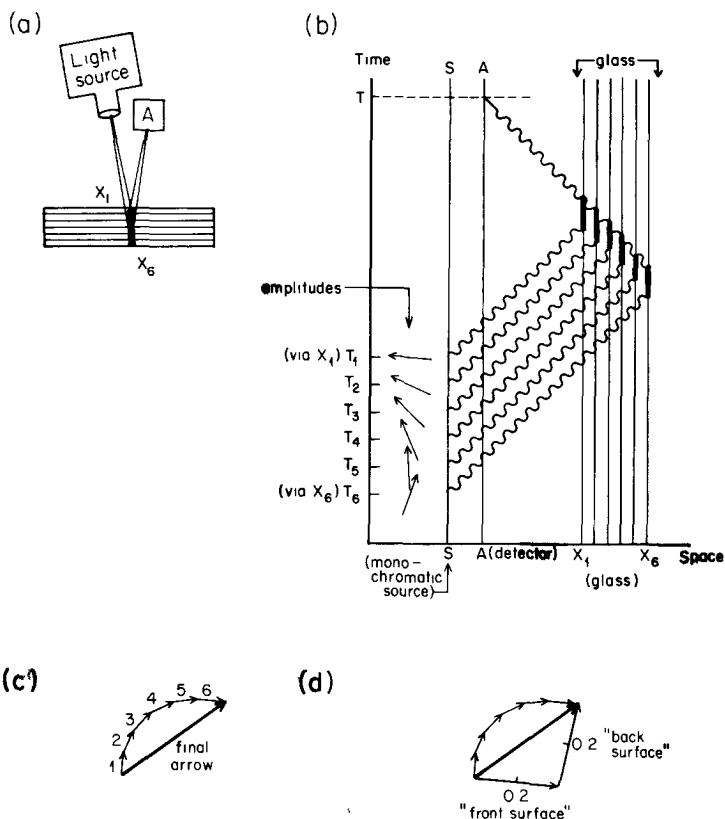 (a)
Light
source
A
X1
X6
(b)
Time
S
A
glass
T
amplitudes
(via X1) T1
T2
T3
T4
T5
(via X6) T6
S
A (detector)
X1
X6
Space
(mono-
chromatic
source)
(glass)
(c)
1
2
3
4
5
6
final
arrow
(d)
0 2 "back
surface"
0 2
"front surface"